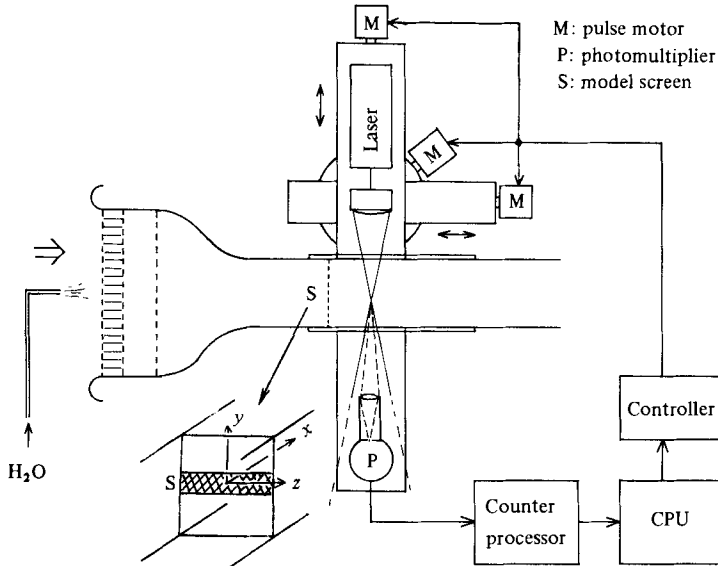 M
M: pulse motor
P: photomultiplier
S: model screen
Laser
M
M
S
H₂O
y
x
S
z
P
Controller
Counter
processor
CPU